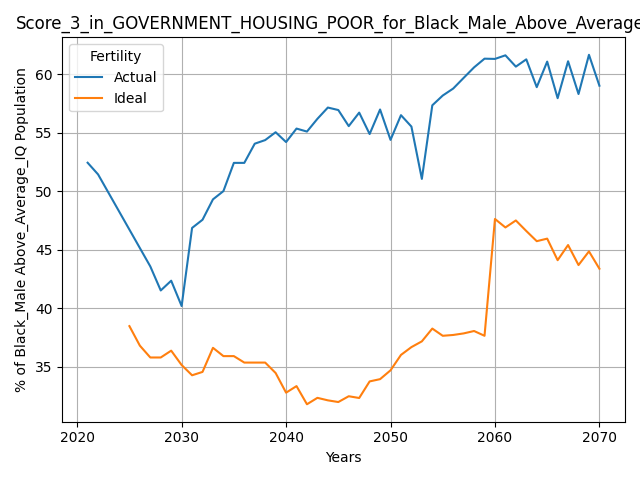 Score_3_in_GOVERNMENT_HOUSING_POOR_for_Black_Male_Above_Average
Fertility
Actual
Ideal
% of Black_Male Above_Average_IQ Population
60
55
50
45
40
35
2020 2030 2040 2050 2060 2070
Years